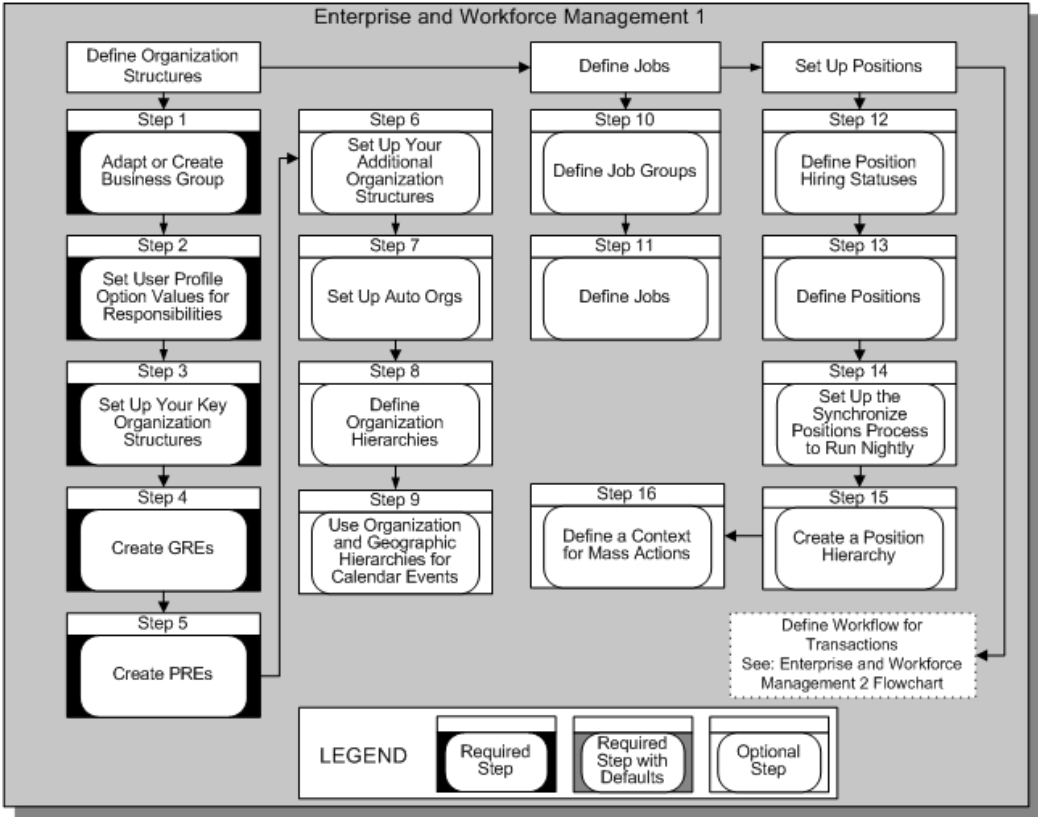 Enterprise and Workforce Management 1
Define Organization
Structures
Define Jobs
Set Up Positions
Step 1
Adapt or Create
Business Group
Step 2
Set User Profile
Option Values for
Responsibilities
Step 3
Set Up Your Key
Organization
Structures
Step 4
Create GREs
Step 5
Create PREs
Step 6
Set Up Your
Additional
Organization
Structures
Step 7
Set Up Auto Orgs
Step 8
Define
Organization
Hierarchies
Step 9
Use Organization
and Geographic
Hierarchies for
Calendar Events
Step 10
Define Job Groups
Step 11
Define Jobs
Step 12
Define Position
Hiring Statuses
Step 13
Define Positions
Step 14
Set Up the
Synchronize
Positions Process
to Run Nightly
Step 15
Create a Position
Hierarchy
Step 16
Define a Context
for Mass Actions
Define Workflow for
Transactions
See: Enterprise and Workforce
Management 2 Flowchart
LEGEND
Required
Step
Required
Step with
Defaults
Optional
Step